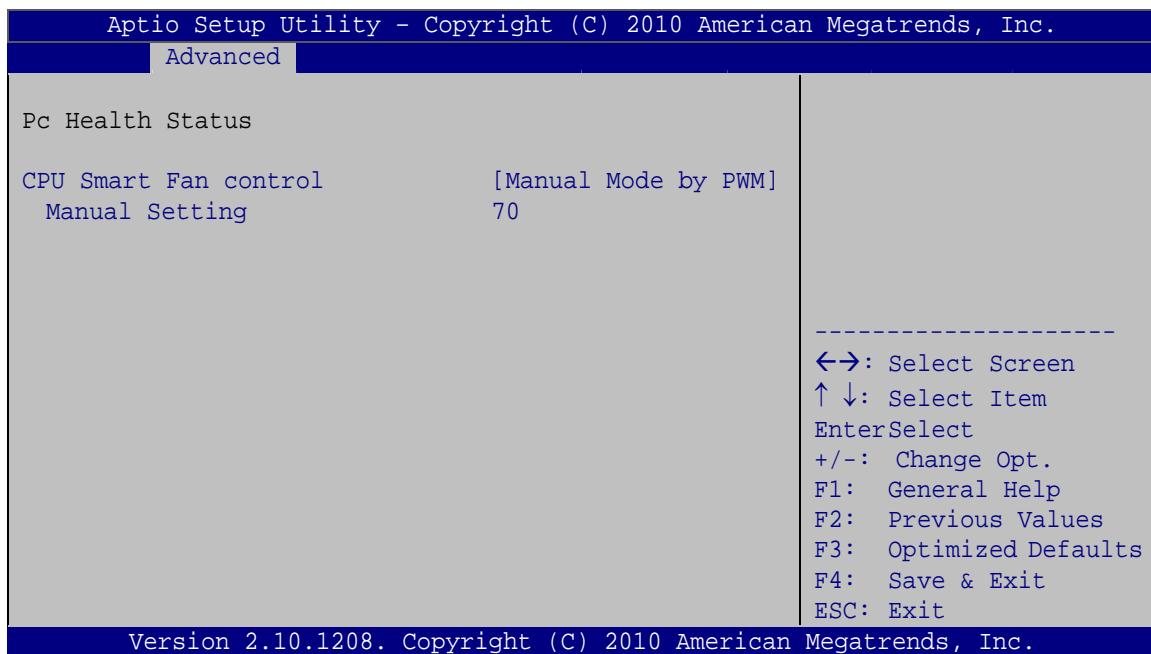 Aptio Setup Utility – Copyright (C) 2010 American Megatrends, Inc.
Advanced
Pc Health Status
CPU Smart Fan control [Manual Mode by PWM]
Manual Setting 70
---------------------
←→: Select Screen
↑ ↓: Select Item
EnterSelect
+/-: Change Opt.
F1: General Help
F2: Previous Values
F3: Optimized Defaults
F4: Save & Exit
ESC: Exit
Version 2.10.1208. Copyright (C) 2010 American Megatrends, Inc.